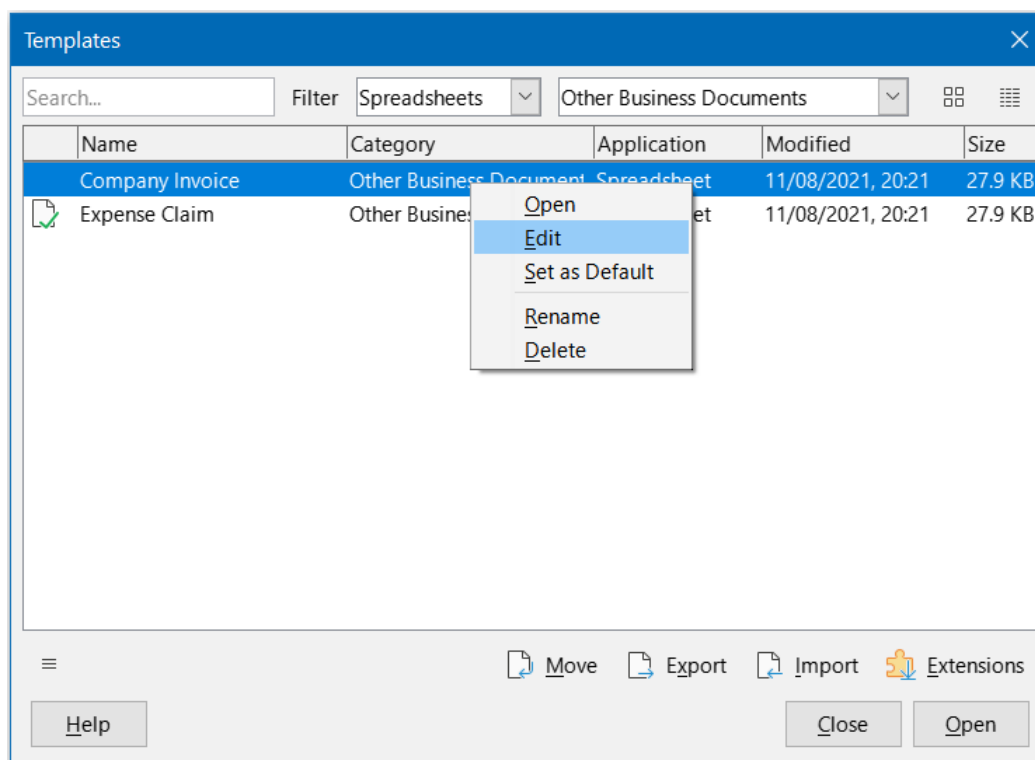 Templates
Search... Filter Spreadsheets Other Business Documents
Name Category Application Modified Size
Company Invoice Other Business Document Spreadsheet 11/08/2021, 20:21 27.9 KB
Expense Claim Other 11/08/2021, 20:21 27.9 KB
Open
Edit
Set as Default
Rename
Delete
Move Export Import Extensions
Help Close Open